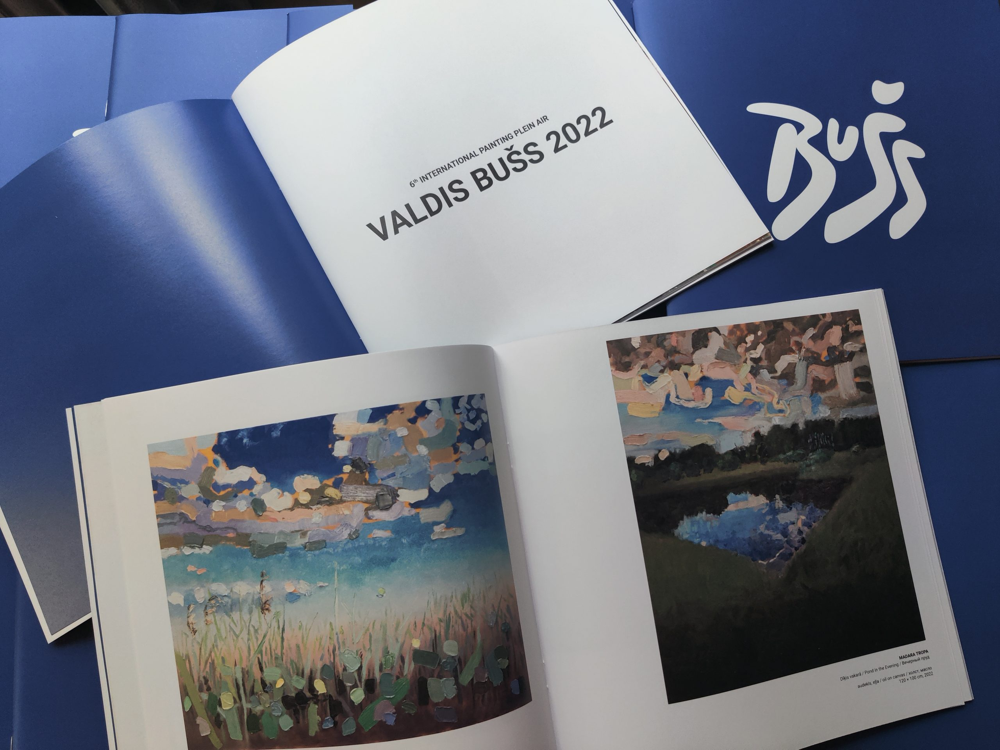 6th INTERNATIONAL PAINTING PLEIN AIR
VALDIS BUŠS 2022
BUŠS
MADARA TROPA
Dīķis vakarā / Pond in the Evening / Вечерний пруд
audekls, eļļa / oil on canvas / холст, масло
120 × 100 cm, 2022